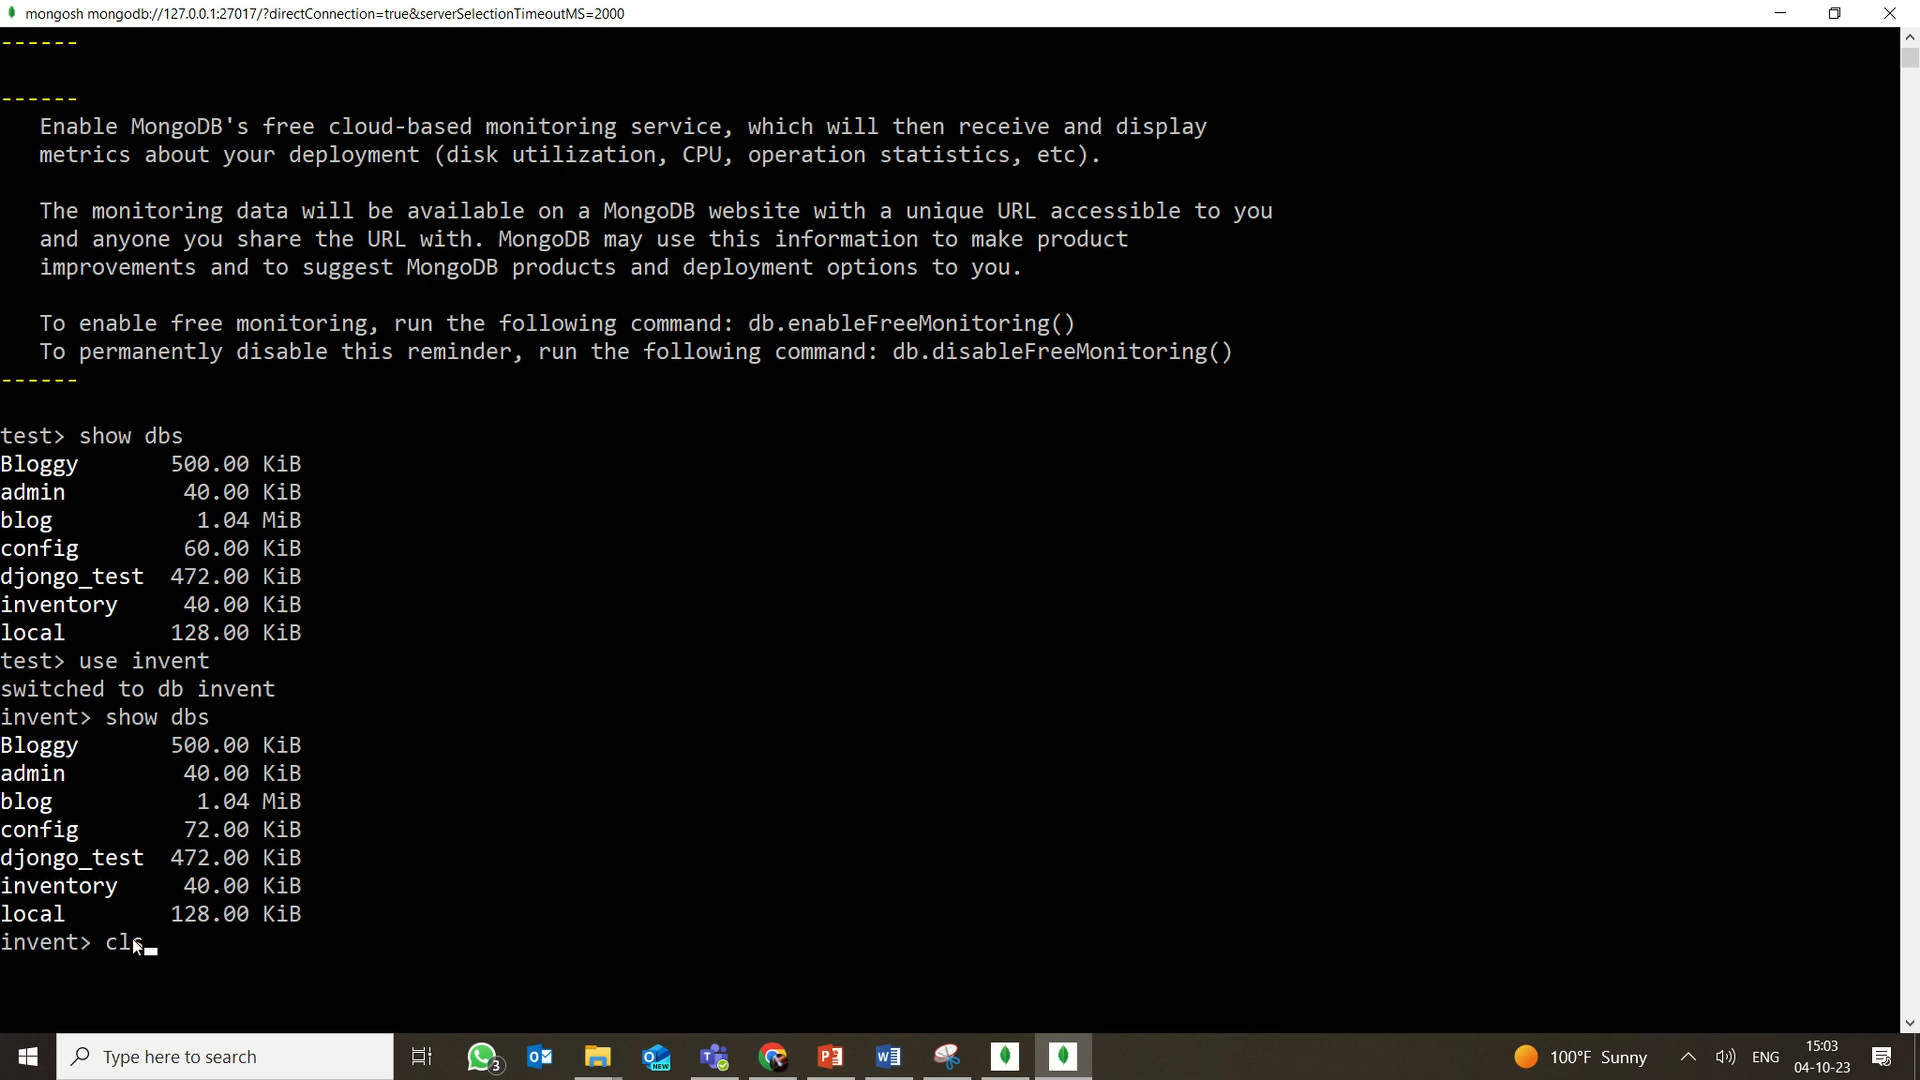 mongosh mongodb://127.0.0.1:27017/?directConnection=true&serverSelectionTimeoutMS=2000
------
------
Enable MongoDB's free cloud-based monitoring service, which will then receive and display
metrics about your deployment (disk utilization, CPU, operation statistics, etc).
The monitoring data will be available on a MongoDB website with a unique URL accessible to you
and anyone you share the URL with. MongoDB may use this information to make product
improvements and to suggest MongoDB products and deployment options to you.
To enable free monitoring, run the following command: db.enableFreeMonitoring()
To permanently disable this reminder, run the following command: db.disableFreeMonitoring()
------
test> show dbs
Bloggy 500.00 KiB
admin 40.00 KiB
blog 1.04 MiB
config 60.00 KiB
djongo_test 472.00 KiB
inventory 40.00 KiB
local 128.00 KiB
test> use invent
switched to db invent
invent> show dbs
Bloggy 500.00 KiB
admin 40.00 KiB
blog 1.04 MiB
config 72.00 KiB
djongo_test 472.00 KiB
inventory 40.00 KiB
local 128.00 KiB
invent> cls
Type here to search
3
NEW
100°F Sunny
ENG
15:03
04-10-23